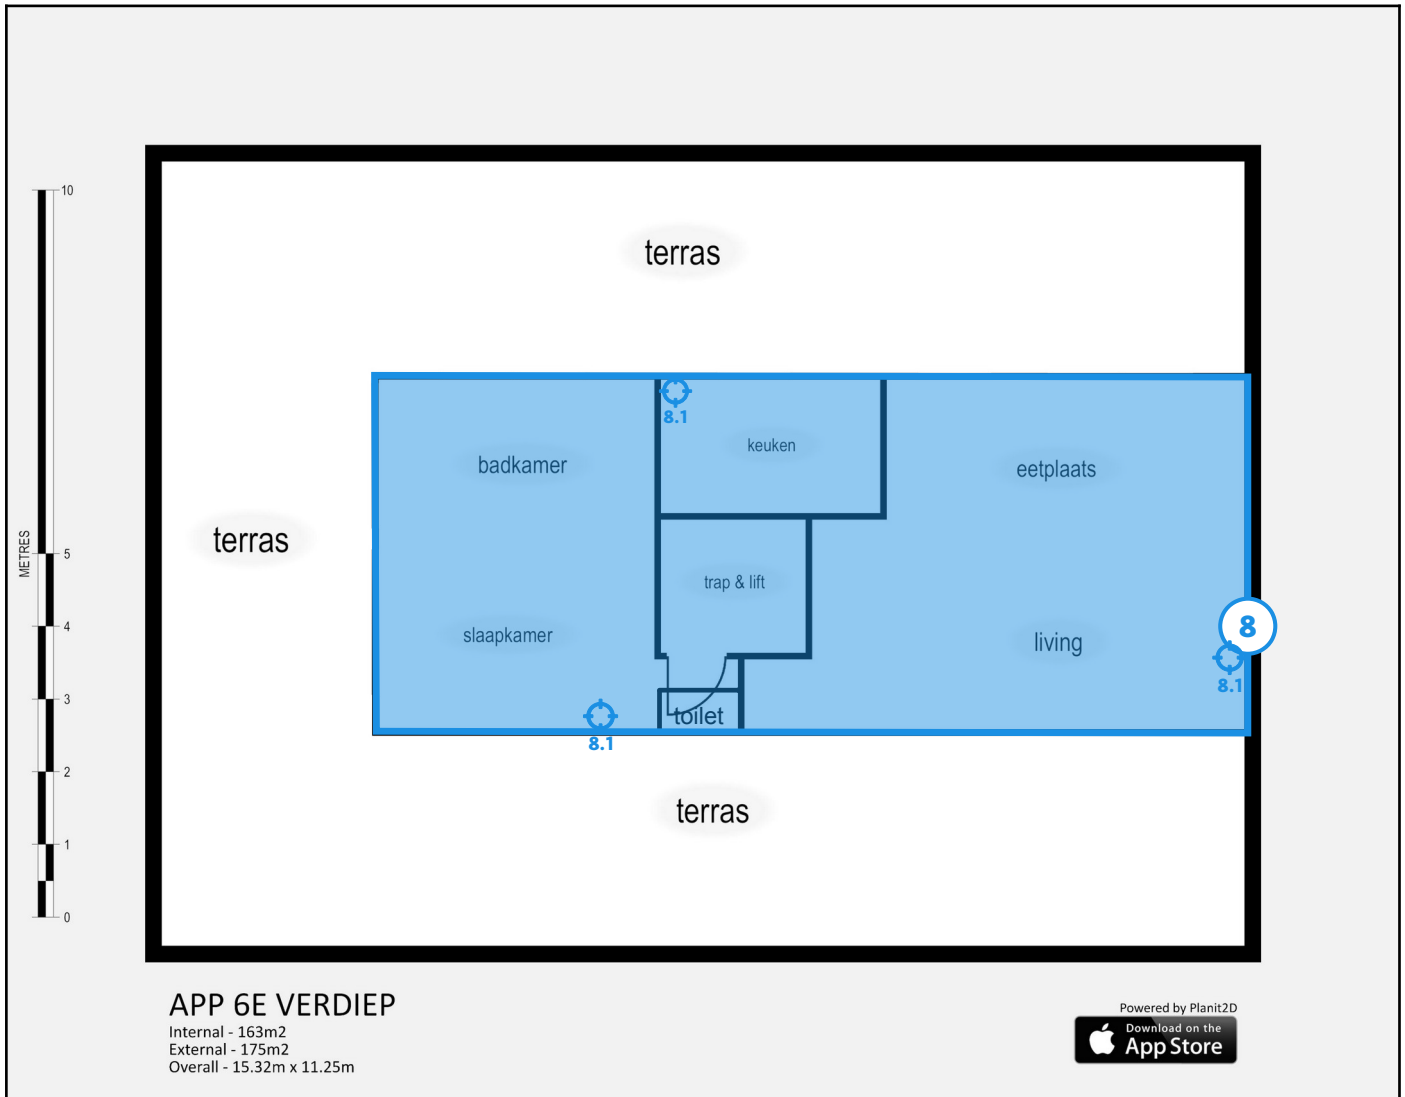 10
terras
8.1
keuken
badkamer
eetplaats
terras
METRES
5
trap & lift
4
slaapkamer
living
8
8.1
3
toilet
8.1
2
terras
1
0
APP 6E VERDIEP
Internal - 163m2
External - 175m2
Overall - 15.32m x 11.25m
Powered by Planit2D
Download on the
App Store